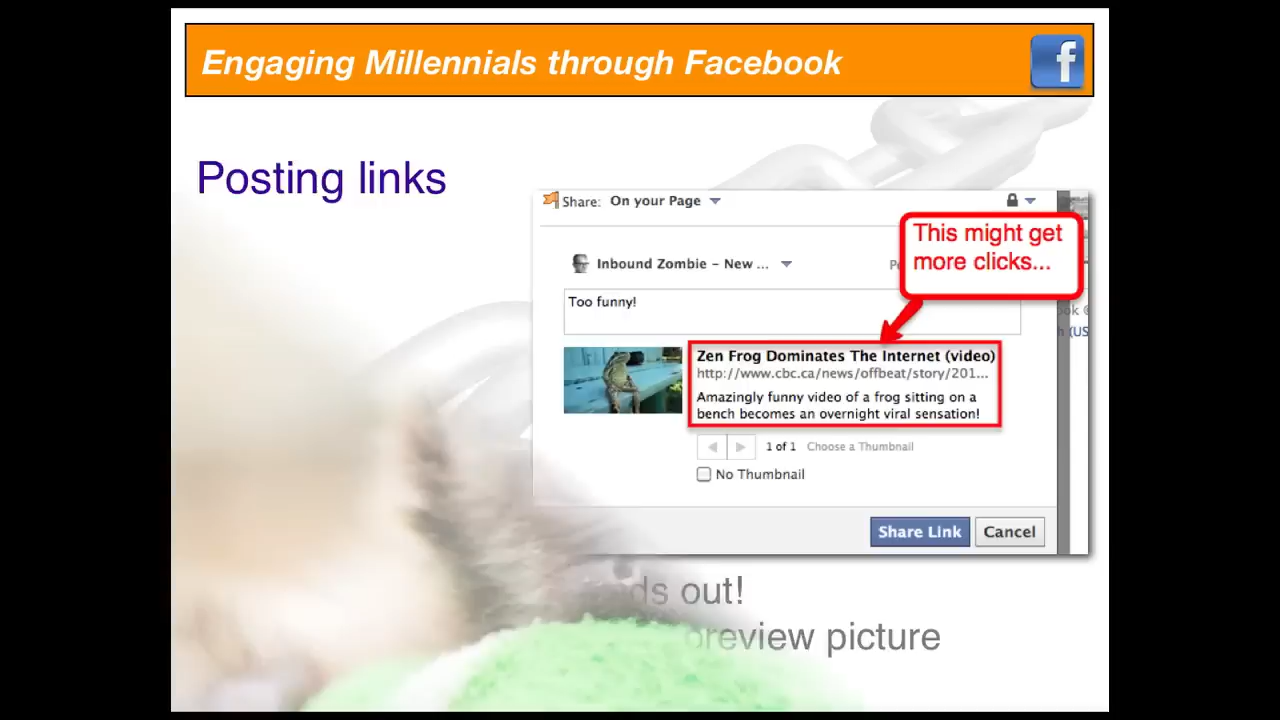 Engaging Millennials through Facebook
f
Posting links
Share: On your Page
This might get
more clicks...
Inbound Zombie – New ...
Too funny!
Zen Frog Dominates The Internet (video)
http://www.cbc.ca/news/offbeat/story/201...
Amazingly funny video of a frog sitting on a
bench becomes an overnight viral sensation!
1 of 1 Choose a Thumbnail
No Thumbnail
Share Link Cancel
out!
preview picture